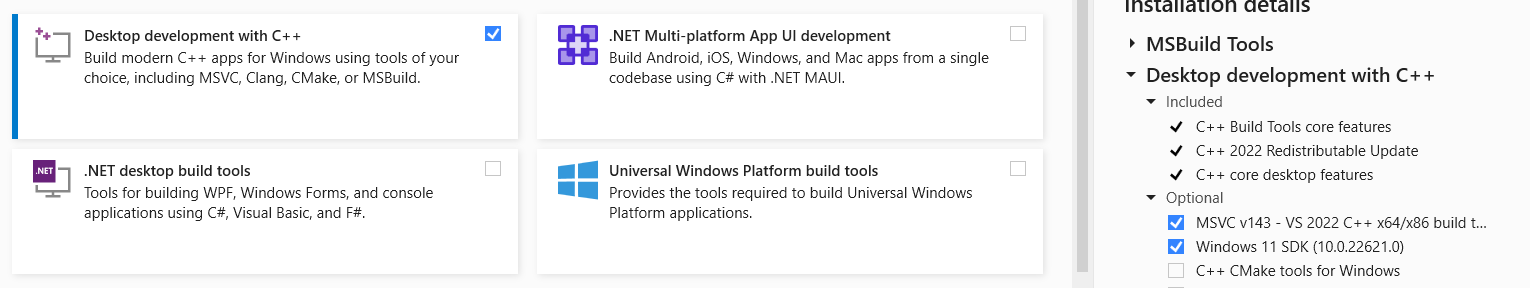 Desktop development with C++
Build modern C++ apps for Windows using tools of your
choice, including MSVC, Clang, CMake, or MSBuild.
.NET Multi-platform App UI development
Build Android, iOS, Windows, and Mac apps from a single
codebase using C# with .NET MAUI.
.NET
.NET desktop build tools
Tools for building WPF, Windows Forms, and console
applications using C#, Visual Basic, and F#.
Universal Windows Platform build tools
Provides the tools required to build Universal Windows
Platform applications.
Installation details
MSBuild Tools
Desktop development with C++
Included
C++ Build Tools core features
C++ 2022 Redistributable Update
C++ core desktop features
Optional
MSVC v143 - VS 2022 C++ x64/x86 build t...
Windows 11 SDK (10.0.22621.0)
C++ CMake tools for Windows